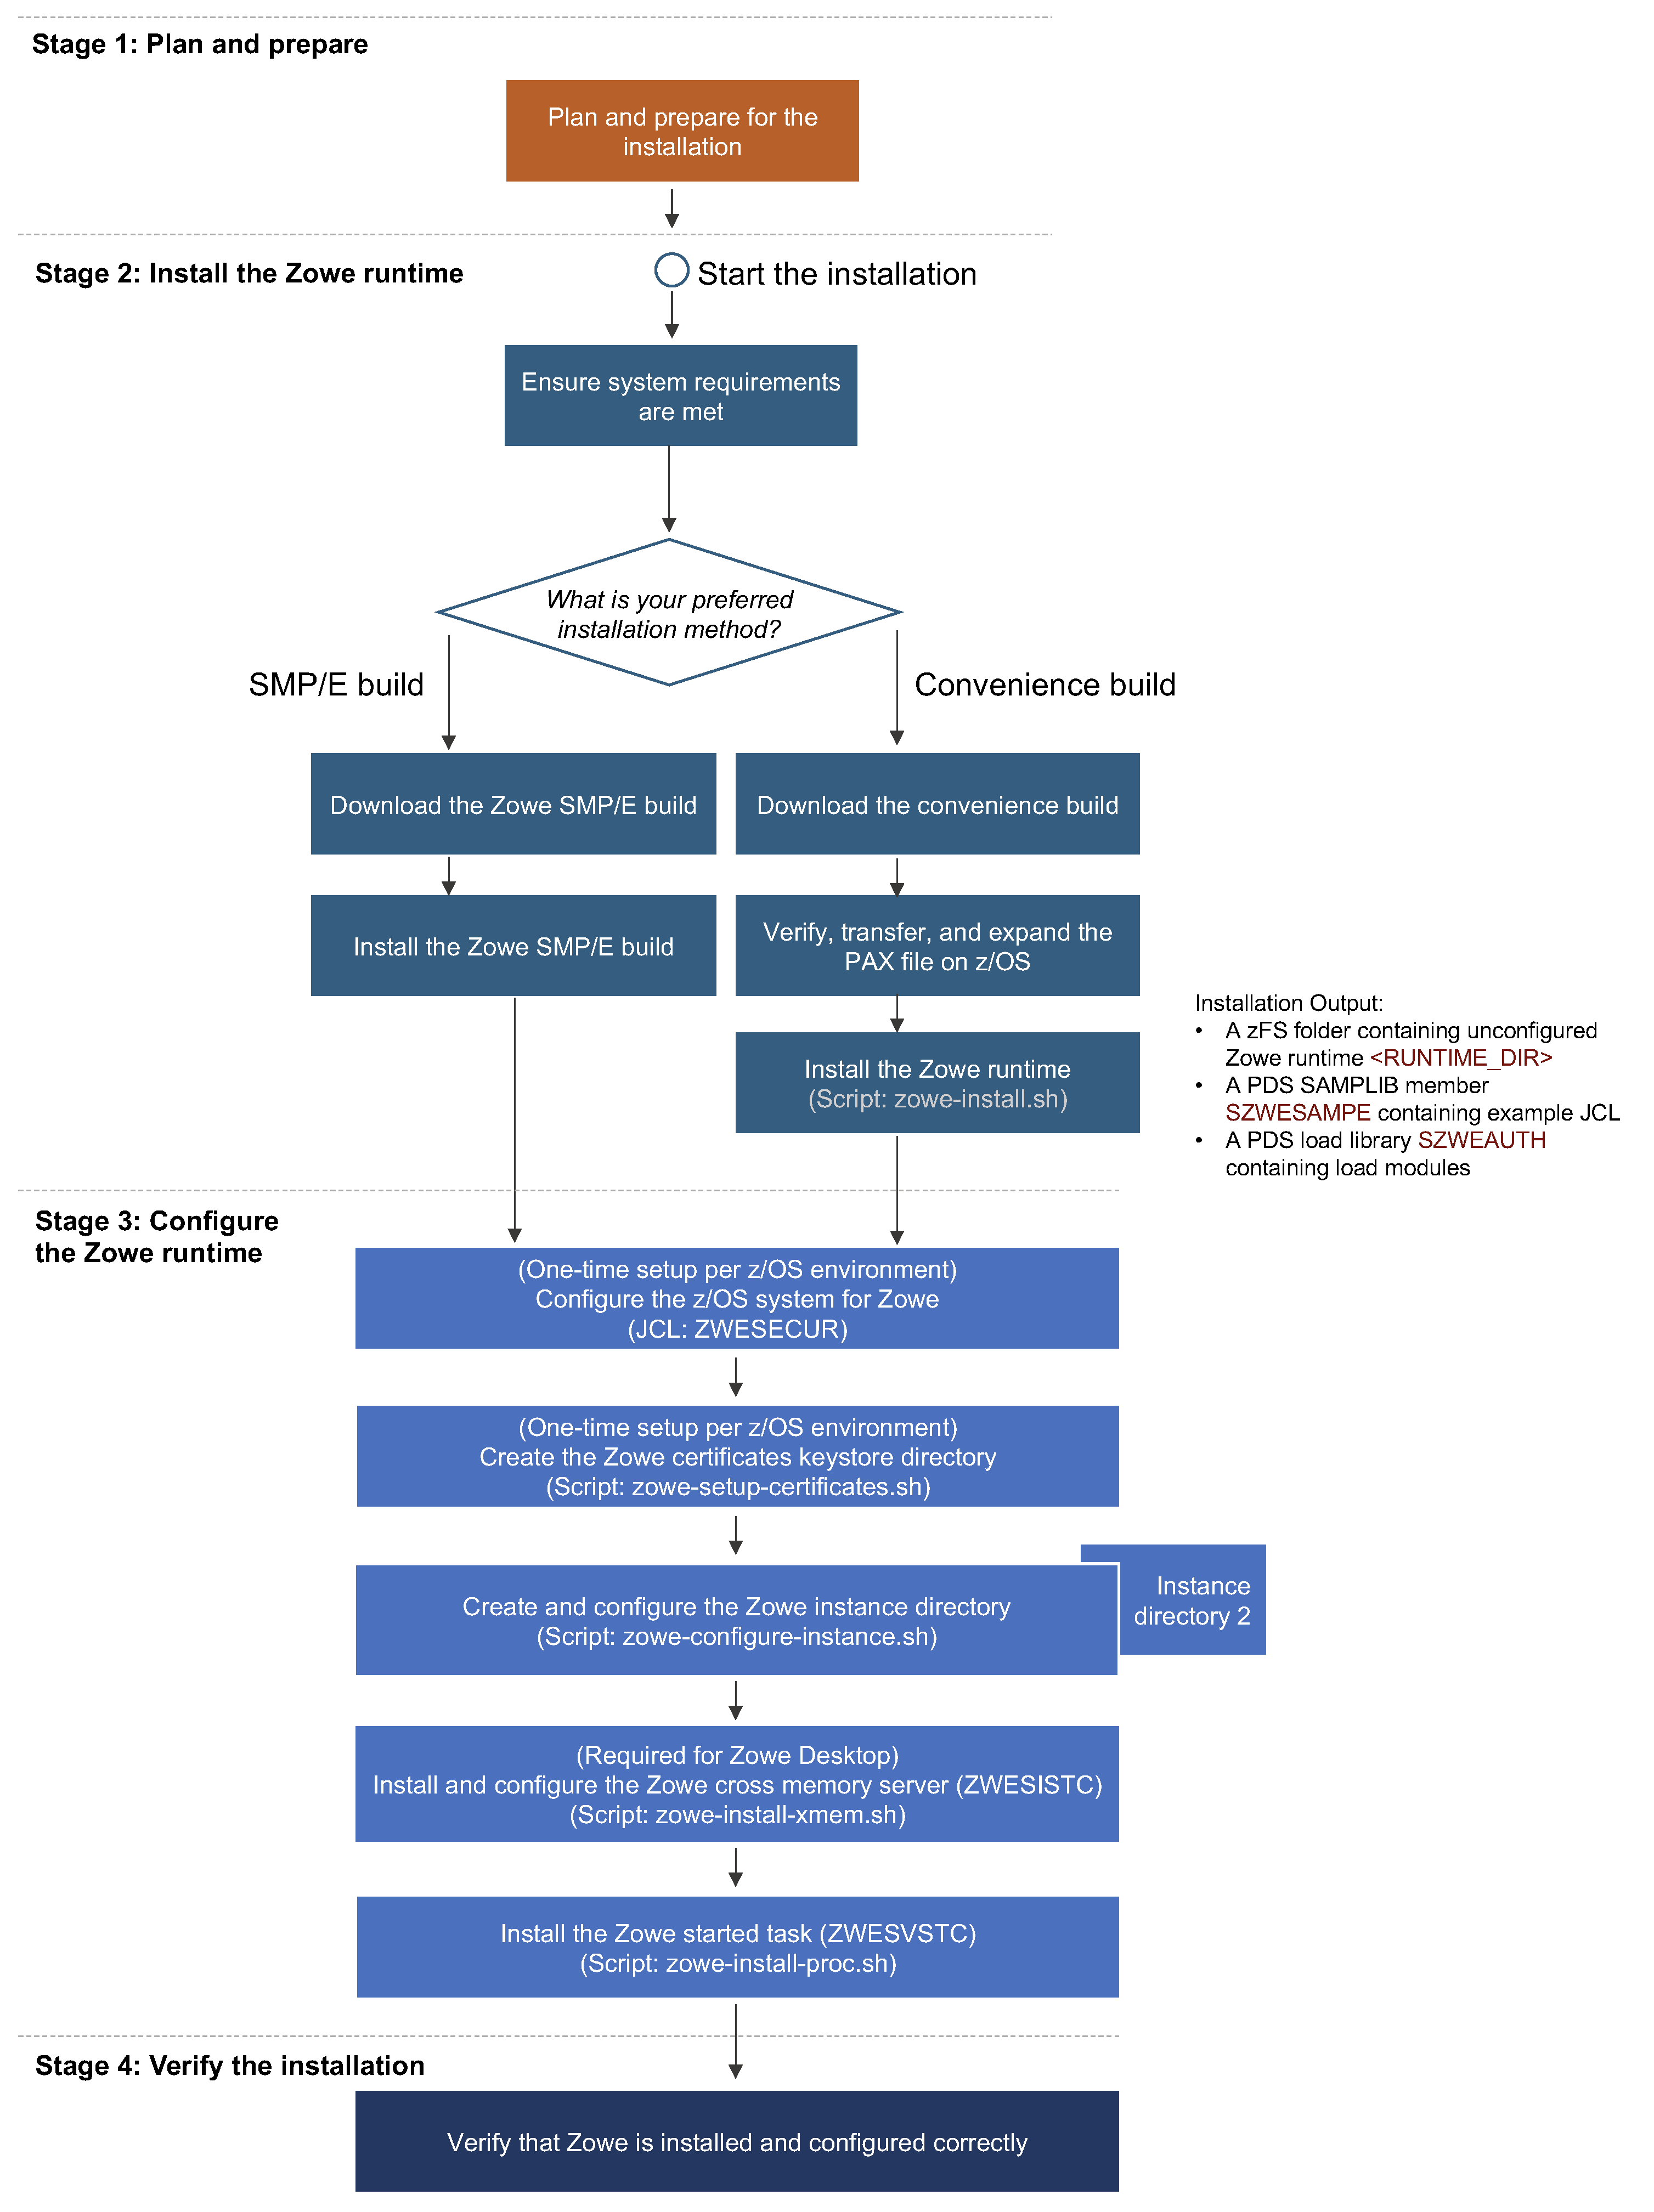 Stage 1: Plan and prepare
Plan and prepare for the
installation
Stage 2: Install the Zowe runtime
Start the installation
Ensure system requirements
are met
What is your preferred
installation method?
SMP/E build
Convenience build
Download the Zowe SMP/E build
Download the convenience build
Install the Zowe SMP/E build
Verify, transfer, and expand the
PAX file on z/OS
Install the Zowe runtime
(Script: zowe-install.sh)
Installation Output:
• A zFS folder containing unconfigured
Zowe runtime <RUNTIME_DIR>
• A PDS SAMPLIB member
SZWESAMPE containing example JCL
• A PDS load library SZWEAUTH
containing load modules
Stage 3: Configure
the Zowe runtime
(One-time setup per z/OS environment)
Configure the z/OS system for Zowe
(JCL: ZWESECUR)
(One-time setup per z/OS environment)
Create the Zowe certificates keystore directory
(Script: zowe-setup-certificates.sh)
Create and configure the Zowe instance directory
(Script: zowe-configure-instance.sh)
Instance
directory 2
(Required for Zowe Desktop)
Install and configure the Zowe cross memory server (ZWESISTC)
(Script: zowe-install-xmem.sh)
Install the Zowe started task (ZWESVSTC)
(Script: zowe-install-proc.sh)
Stage 4: Verify the installation
Verify that Zowe is installed and configured correctly